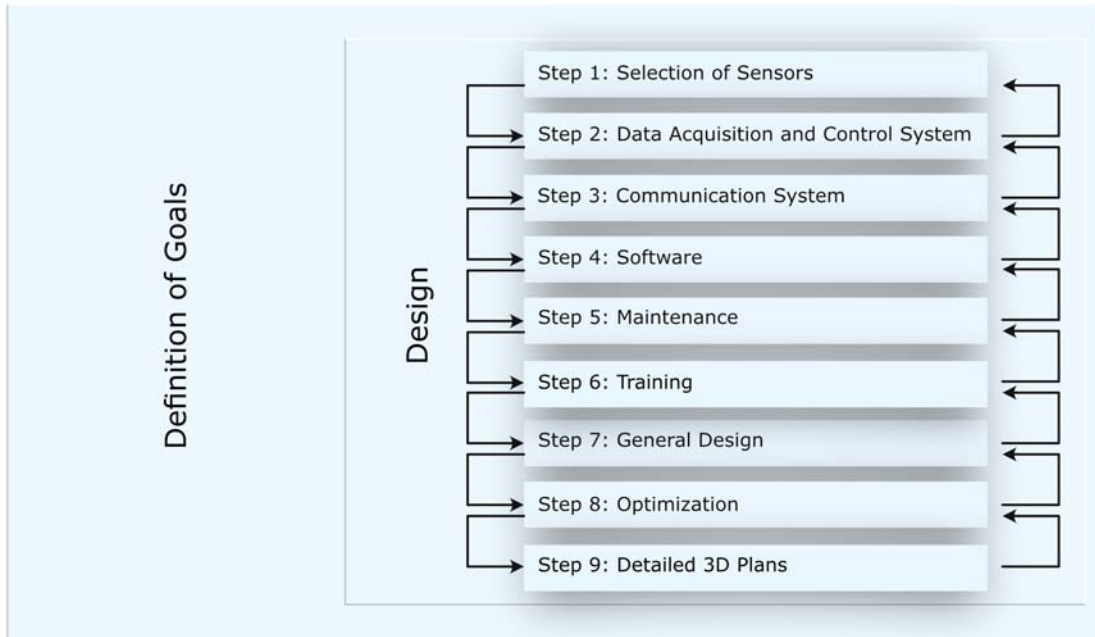 Definition of Goals
Design
Step 1: Selection of Sensors
Step 2: Data Acquisition and Control System
Step 3: Communication System
Step 4: Software
Step 5: Maintenance
Step 6: Training
Step 7: General Design
Step 8: Optimization
Step 9: Detailed 3D Plans